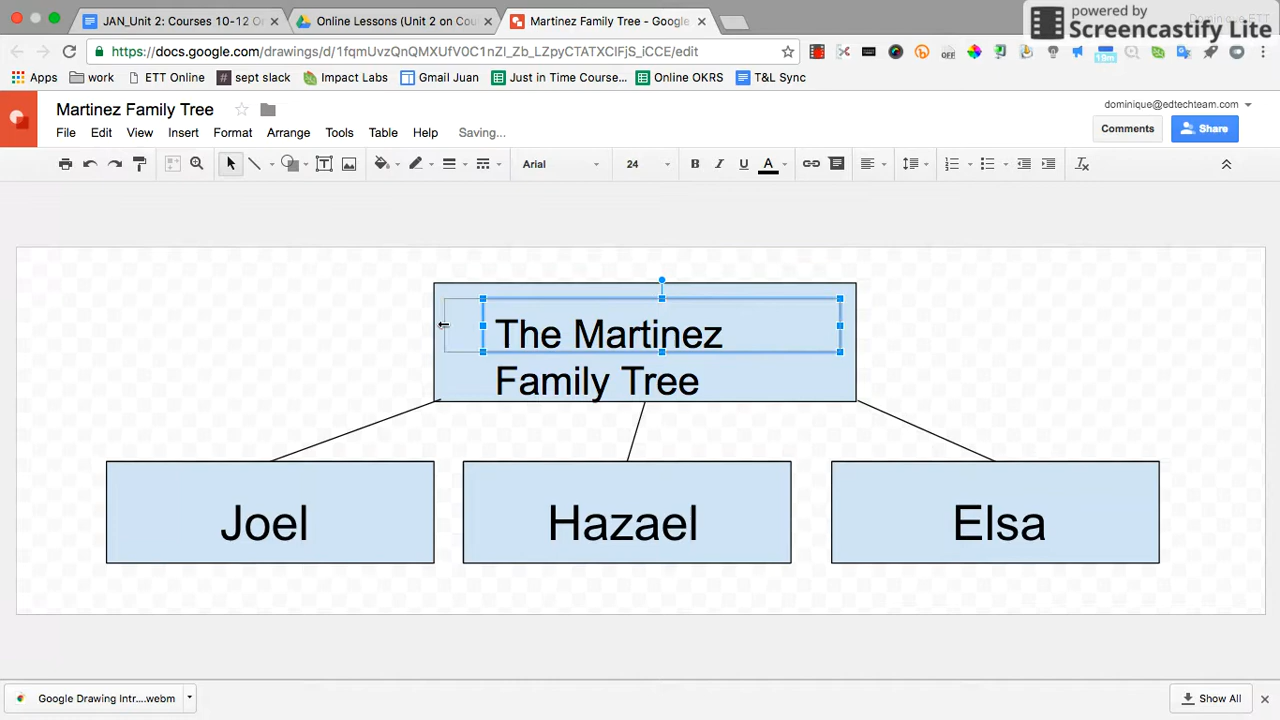 powered by
Screencastify Lite
JAN_Unit 2: Courses 10-12 O
Online Lessons (Unit 2 on Cou
Martinez Family Tree - Google
https://docs.google.com/drawings/d/1fqmUvzQnQMXUfV0C1nZI_Zb_LZpyCTATXClFjS_iCCE/edit
OFF
19m
Apps
work
ETT Online
sept slack
Impact Labs
Gmail Juan
Just in Time Course...
Online OKRS
T&L Sync
Martinez Family Tree
dominique@edtechteam.com
File Edit View Insert Format Arrange Tools Table Help Saving...
Comments
Share
Arial
24
B I U A
The Martinez
Family Tree
Joel
Hazael
Elsa
Google Drawing Intr....webm
Show All